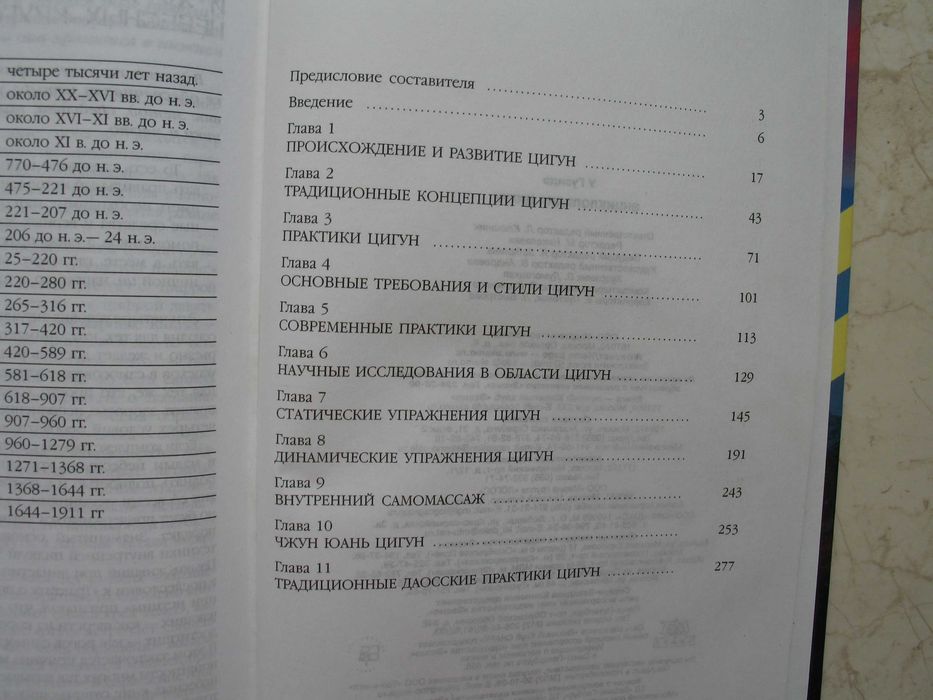 четыре тысячи лет назад.
около XX–XVI вв. до н. э.
около XVI–XI вв. до н. э.
около XI в. до н. э.
770–476 до н. э.
475–221 до н. э.
221–207 до н. э.
206 до н. э.— 24 н. э.
25–220 гг.
220–280 гг.
265–316 гг.
317–420 гг.
420–589 гг.
581–618 гг.
618–907 гг.
907–960 гг.
960–1279 гг.
1271–1368 гг.
1368–1644 гг.
1644–1911 гг
Предисловие составителя 3
Введение 6
Глава 1
ПРОИСХОЖДЕНИЕ И РАЗВИТИЕ ЦИГУН 17
Глава 2
ТРАДИЦИОННЫЕ КОНЦЕПЦИИ ЦИГУН 43
Глава 3
ПРАКТИКИ ЦИГУН 71
Глава 4
ОСНОВНЫЕ ТРЕБОВАНИЯ И СТИЛИ ЦИГУН 101
Глава 5
СОВРЕМЕННЫЕ ПРАКТИКИ ЦИГУН 113
Глава 6
НАУЧНЫЕ ИССЛЕДОВАНИЯ В ОБЛАСТИ ЦИГУН 129
Глава 7
СТАТИЧЕСКИЕ УПРАЖНЕНИЯ ЦИГУН 145
Глава 8
ДИНАМИЧЕСКИЕ УПРАЖНЕНИЯ ЦИГУН 191
Глава 9
ВНУТРЕННИЙ САМОМАССАЖ 243
Глава 10
ЧЖУН ЮАНЬ ЦИГУН 253
Глава 11
ТРАДИЦИОННЫЕ ДАОССКИЕ ПРАКТИКИ ЦИГУН 277